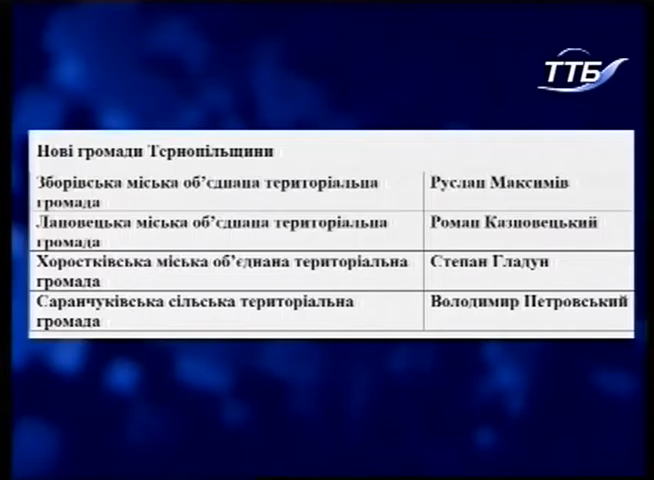 ТТБ
Нові громади Тернопільщини
Зборівська міська об’єднана територіальна
громада
Руслан Максимів
Лановецька міська об’єднана територіальна
громада
Роман Казновецький
Хоростківська міська об’єднана територіальна
громада
Степан Гладун
Саранчуківська сільська територіальна
громада
Володимир Петровський